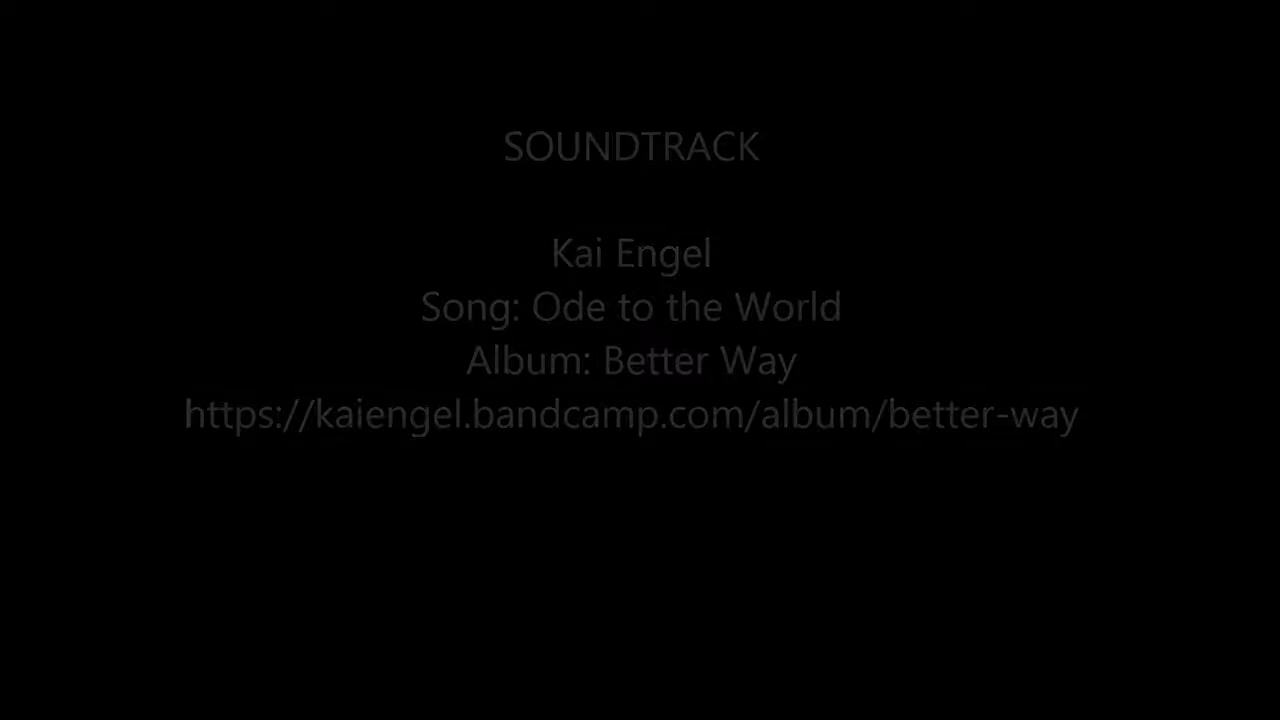 SOUNDTRACK
Kai Engel
Song: Ode to the World
Album: Better Way
https://kaiengel.bandcamp.com/album/better-way